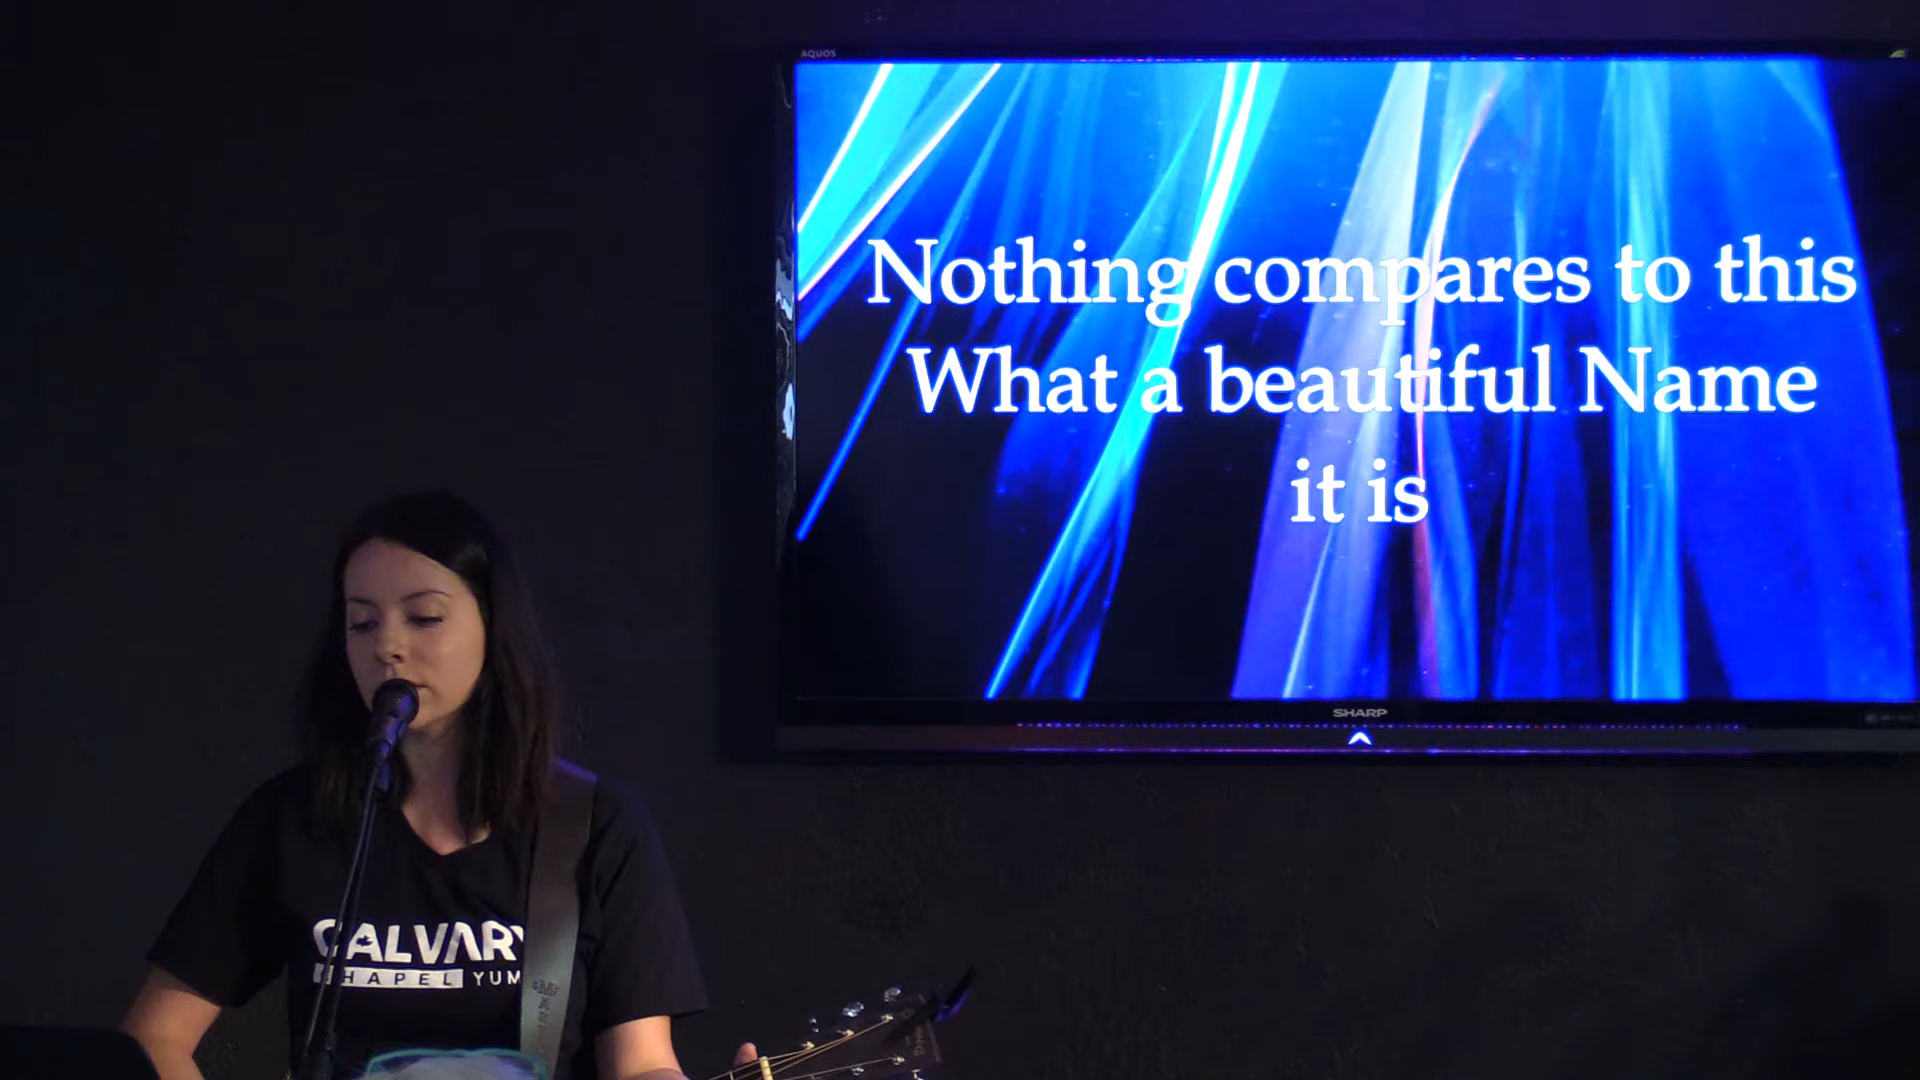 AQUOS
Nothing compares to this
What a beautiful Name
it is
SHARP
CALVARY
CHAPEL YUM